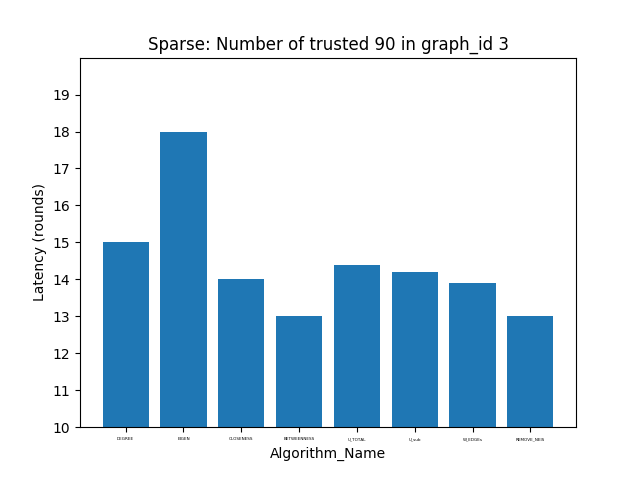 Sparse: Number of trusted 90 in graph_id 3
19
18
17
16
15
14
13
12
11
10
Latency (rounds)
DEGREE EIGEN CLOSENESS BETWEENNESS U_TOTAL U_sub W_EDGEs REMOVE_NEIS
Algorithm_Name